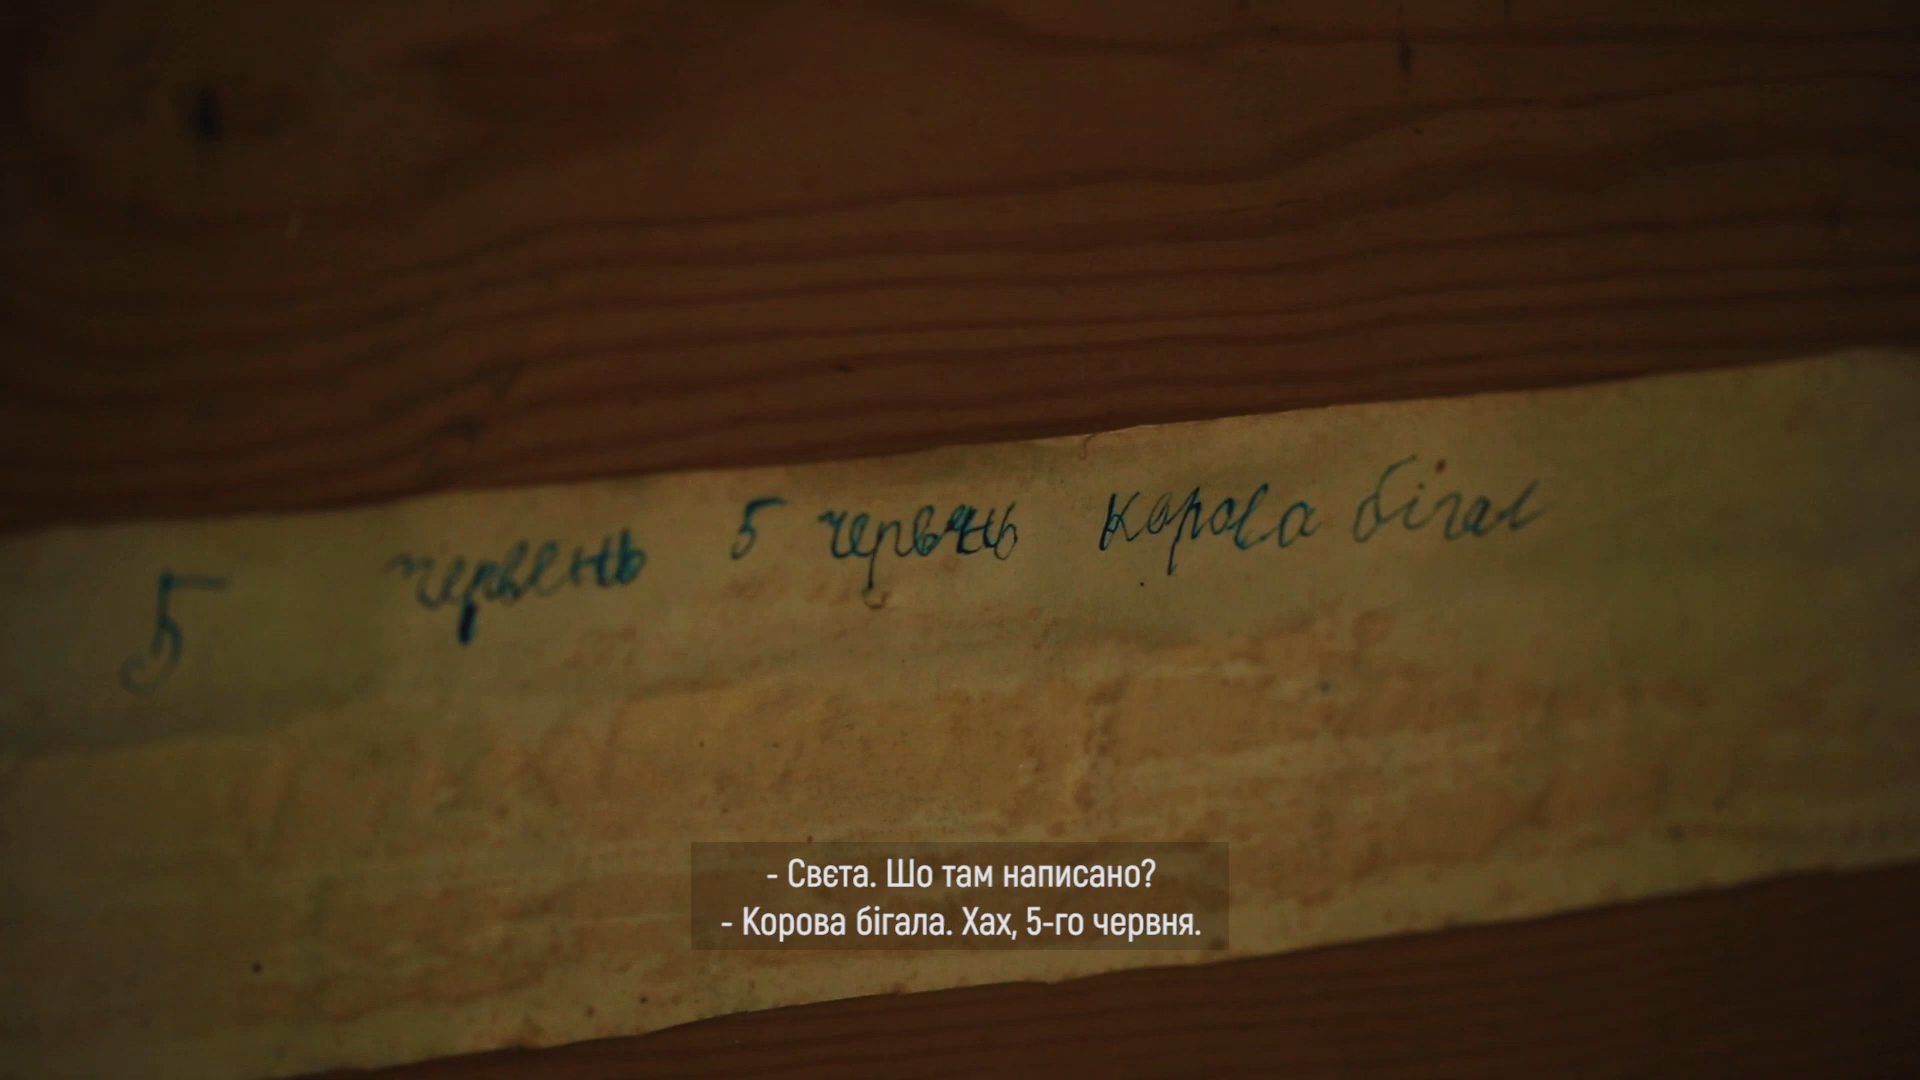 5 червень 5 червень корова бігал
- Свєта. Шо там написано?
- Корова бігала. Хах, 5-го червня.